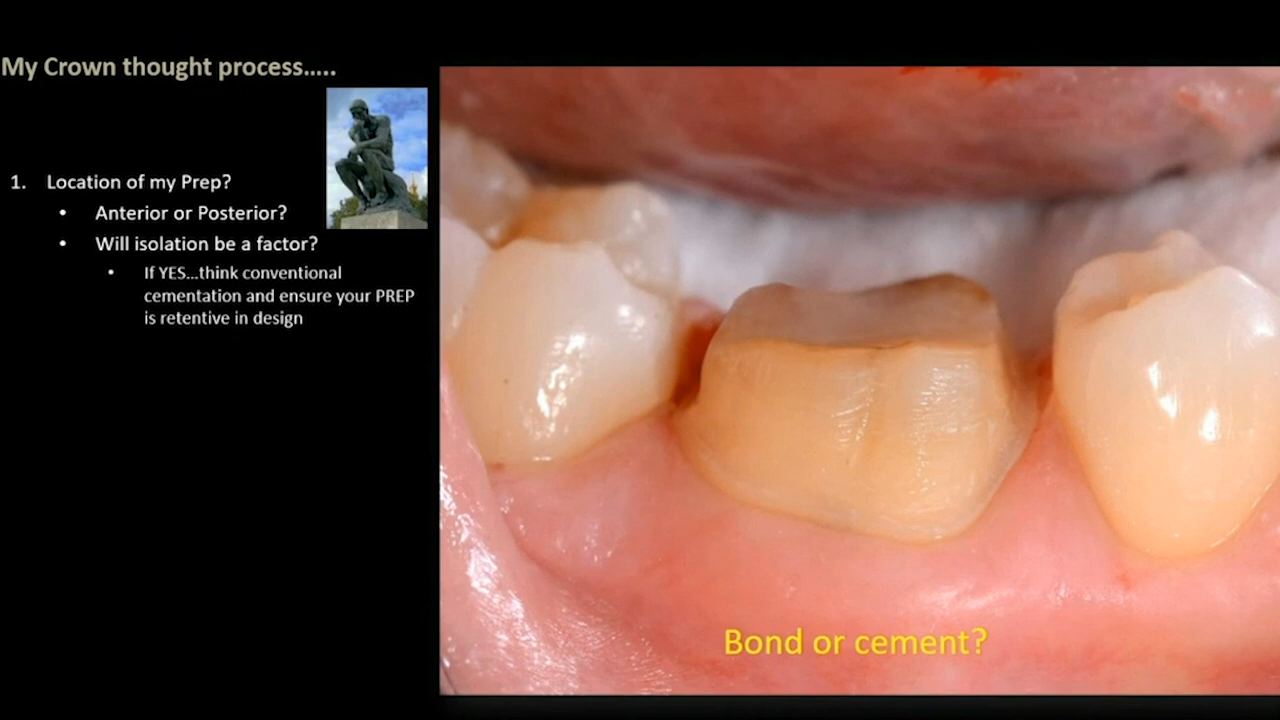 My Crown thought process.....
1. Location of my Prep?
• Anterior or Posterior?
• Will isolation be a factor?
• If YES...think conventional
cementation and ensure your PREP
is retentive in design
Bond or cement?